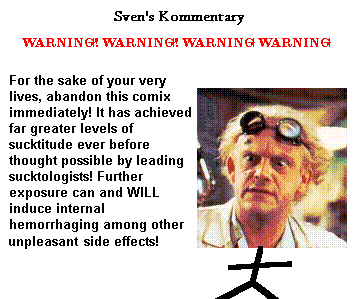 Sven's Kommentary
WARNING! WARNING! WARNING WARNING
For the sake of your very
lives, abandon this comix
immediately! It has achieved
far greater levels of
sucktitude ever before
thought possible by leading
sucktologists! Further
exposure can and WILL
induce internal
hemorrhaging among other
unpleasant side effects!